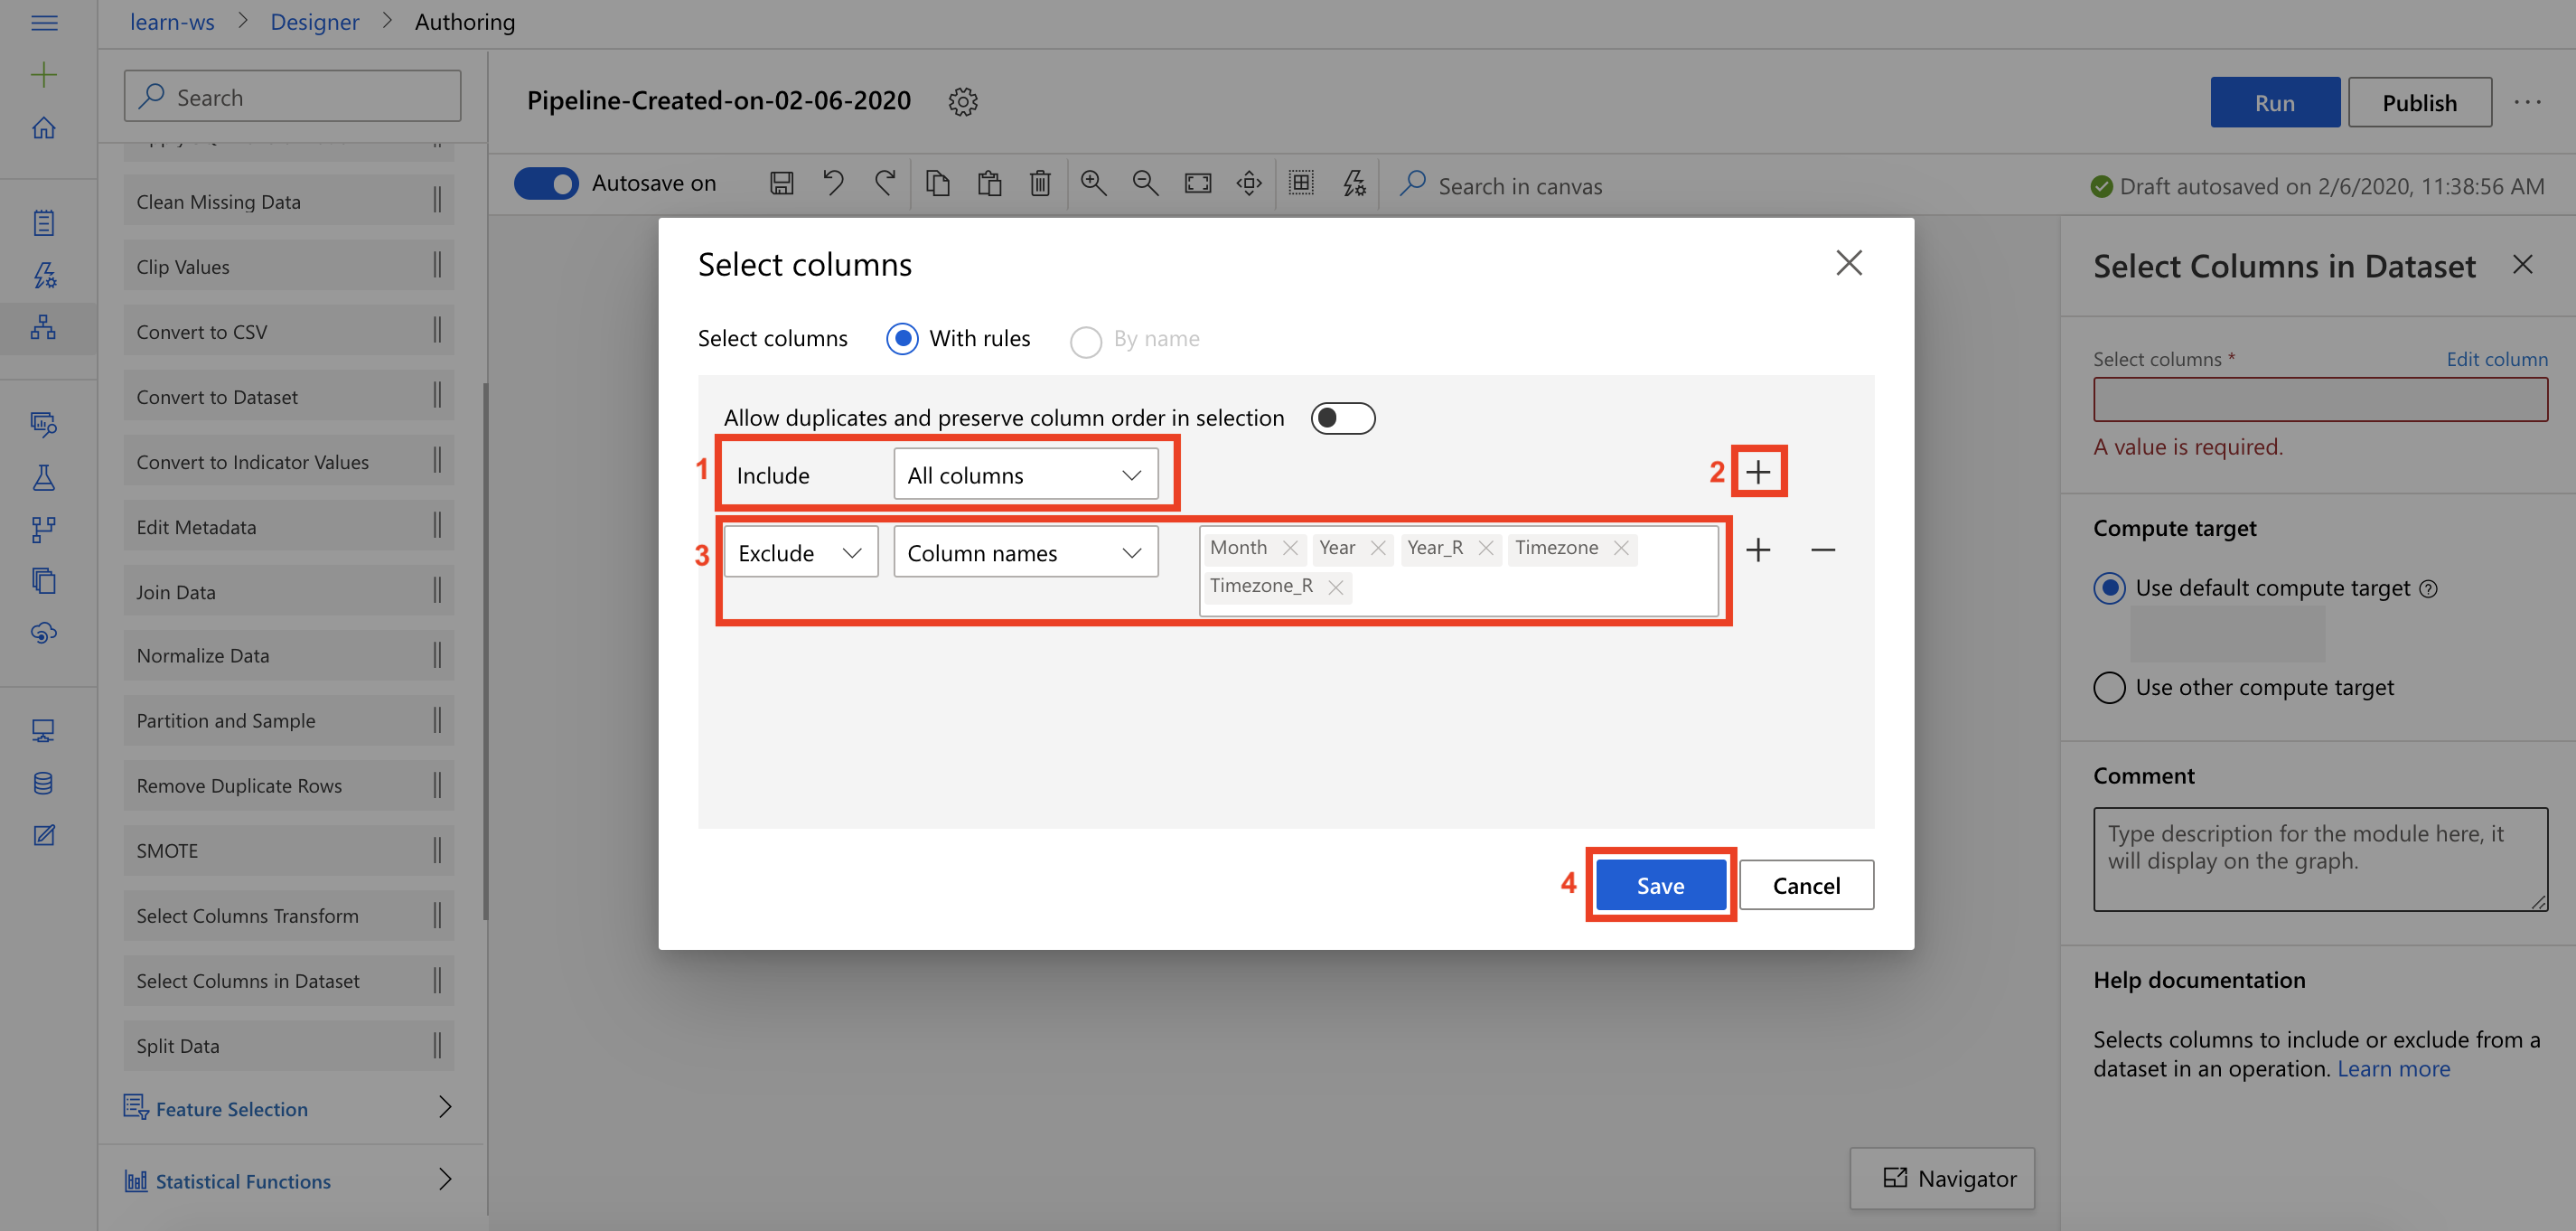 learn-ws > Designer > Authoring
Search
Clean Missing Data
Clip Values
Convert to CSV
Convert to Dataset
Convert to Indicator Values
Edit Metadata
Join Data
Normalize Data
Partition and Sample
Remove Duplicate Rows
SMOTE
Select Columns Transform
Select Columns in Dataset
Split Data
Feature Selection
Statistical Functions
Pipeline-Created-on-02-06-2020
Run
Publish
Autosave on
Search in canvas
Draft autosaved on 2/6/2020, 11:38:56 AM
Select columns
Select columns With rules By name
Allow duplicates and preserve column order in selection
1 Include All columns 2
3 Exclude Column names Month Year Year_R Timezone
Timezone_R
4 Save Cancel
Select Columns in Dataset
Select columns * Edit column
A value is required.
Compute target
Use default compute target
Use other compute target
Comment
Type description for the module here, it
will display on the graph.
Help documentation
Selects columns to include or exclude from a
dataset in an operation. Learn more
Navigator